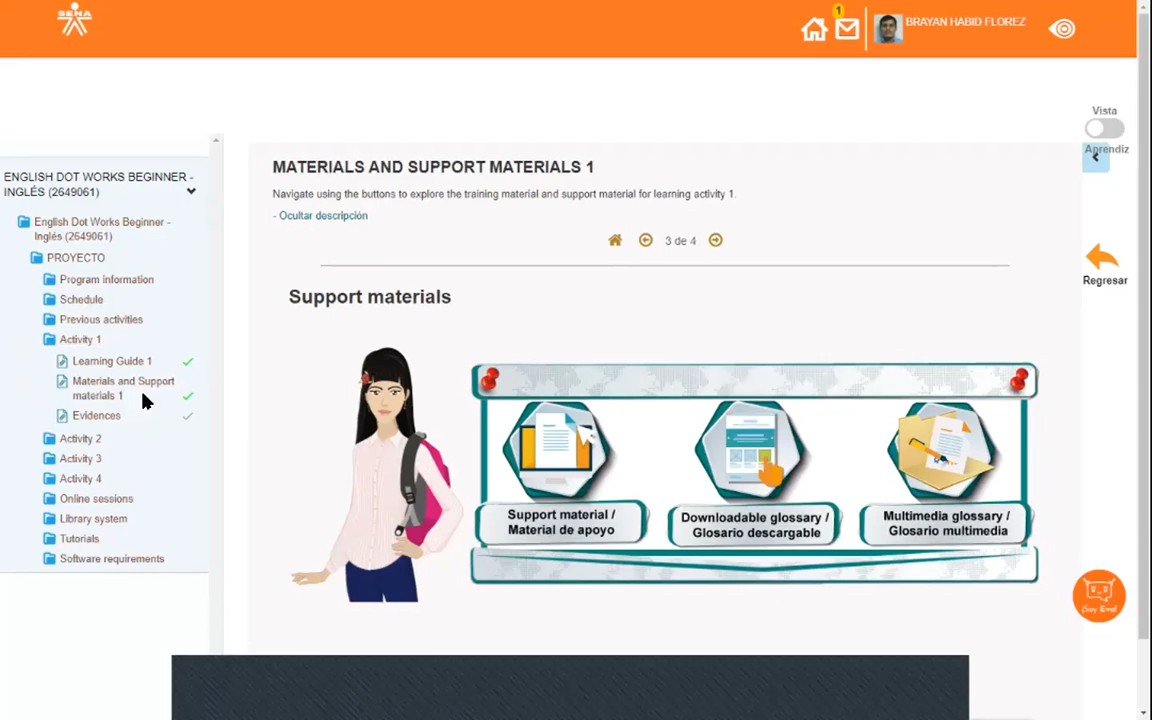 SENA
1
BRAYAN HABID FLOREZ
Vista
Aprendiz
Regresar
ENGLISH DOT WORKS BEGINNER -
INGLÉS (2649061)
English Dot Works Beginner -
Inglés (2649061)
PROYECTO
Program information
Schedule
Previous activities
Activity 1
Learning Guide 1
Materials and Support
materials 1
Evidences
Activity 2
Activity 3
Activity 4
Online sessions
Library system
Tutorials
Software requirements
MATERIALS AND SUPPORT MATERIALS 1
Navigate using the buttons to explore the training material and support material for learning activity 1.
- Ocultar descripción
3 de 4
Support materials
Support material /
Material de apoyo
Downloadable glossary /
Glosario descargable
Multimedia glossary /
Glosario multimedia
¡Soy Eva!